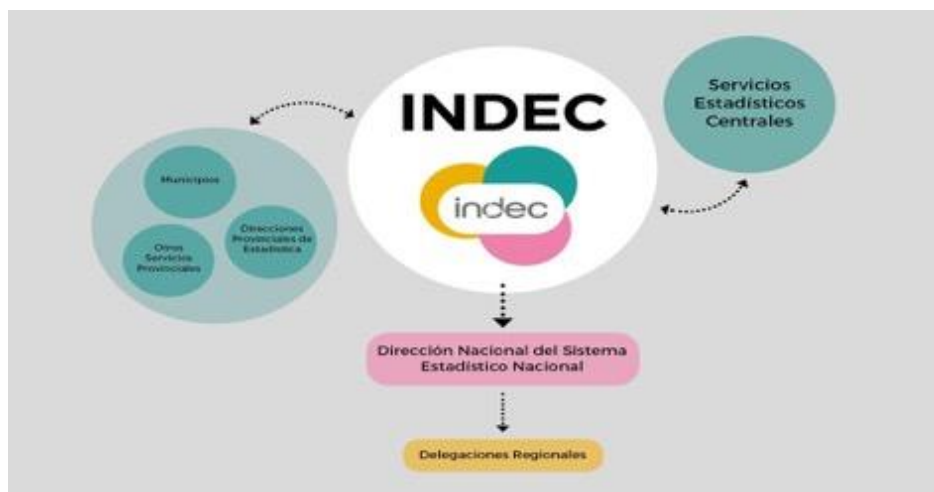 INDEC
indec
Servicios
Estadísticos
Centrales
Municipios
Direcciones
Provinciales de
Estadística
Otros
Servicios
Provinciales
Dirección Nacional del Sistema
Estadístico Nacional
Delegaciones Regionales